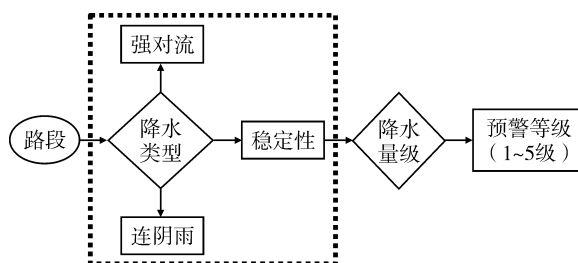 强对流
路段
降水
类型
稳定性
降水
量级
预警等级
（1~5级）
连阴雨